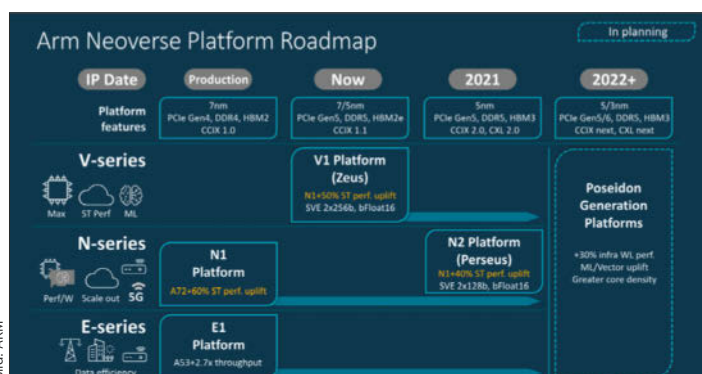 Arm Neoverse Platform Roadmap
In planning
IP Date
Production
Now
2021
2022+
Platform
features
7nm
PCIe Gen4, DDR4, HBM2
CCIX 1.0
7/5nm
PCIe Gen5, DDR5, HBM2e
CCIX 1.1
5nm
PCIe Gen5, DDR5, HBM3
CCIX 2.0, CXL 2.0
5/3nm
PCIe Gen5/6, DDR5, HBM3
CCIX next, CXL next
V-series
Max
ST Perf
ML
V1 Platform
(Zeus)
N1+50% ST perf. uplift
SVE 2x256b, bFloat16
Poseidon
Generation
Platforms
+30% infra WL perf.
ML/Vector uplift
Greater core density
N-series
Perf/W
Scale out
5G
N1
Platform
A72+60% ST perf. uplift
N2 Platform
(Perseus)
N1+40% ST perf. uplift
SVE 2x128b, bFloat16
E-series
Data efficiency
E1
Platform
A53+2.7x throughput
ARM